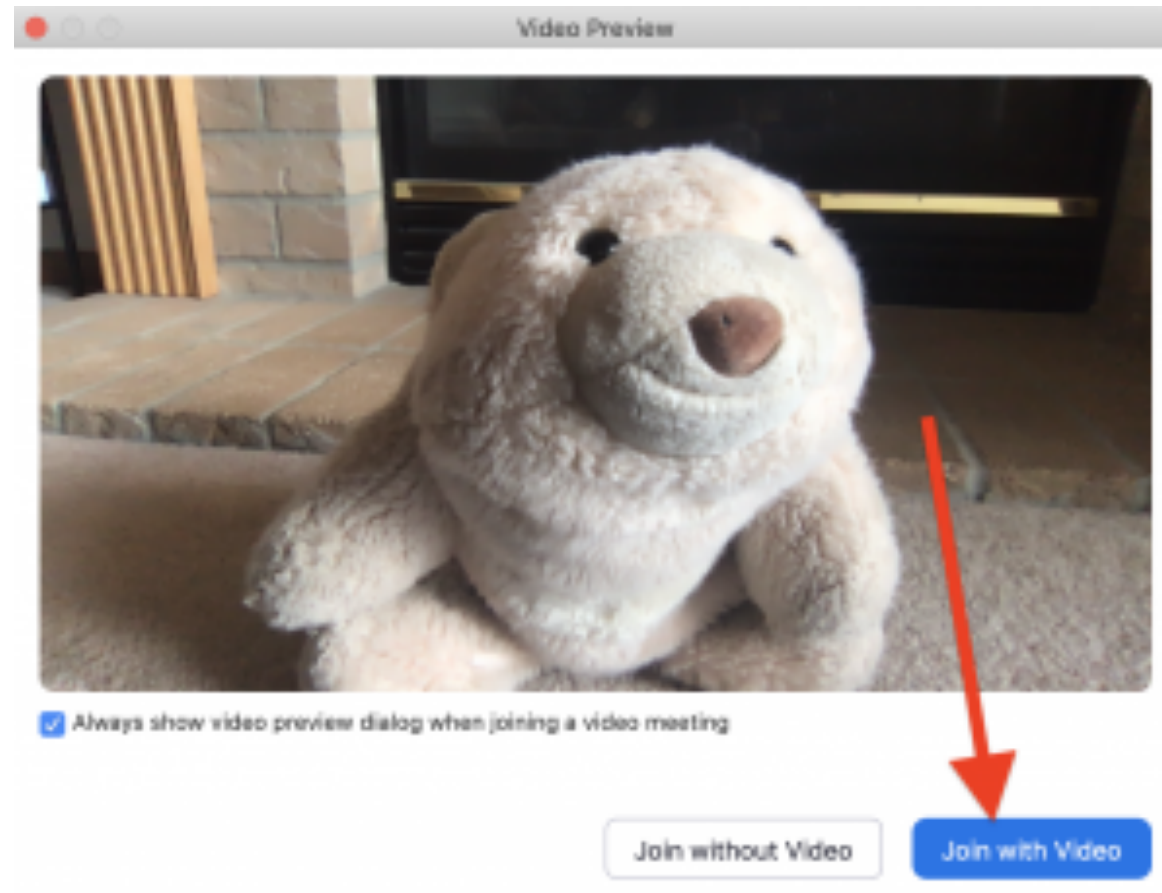 Video Preview
Always show video preview dialog when joining a video meeting
Join without Video
Join with Video